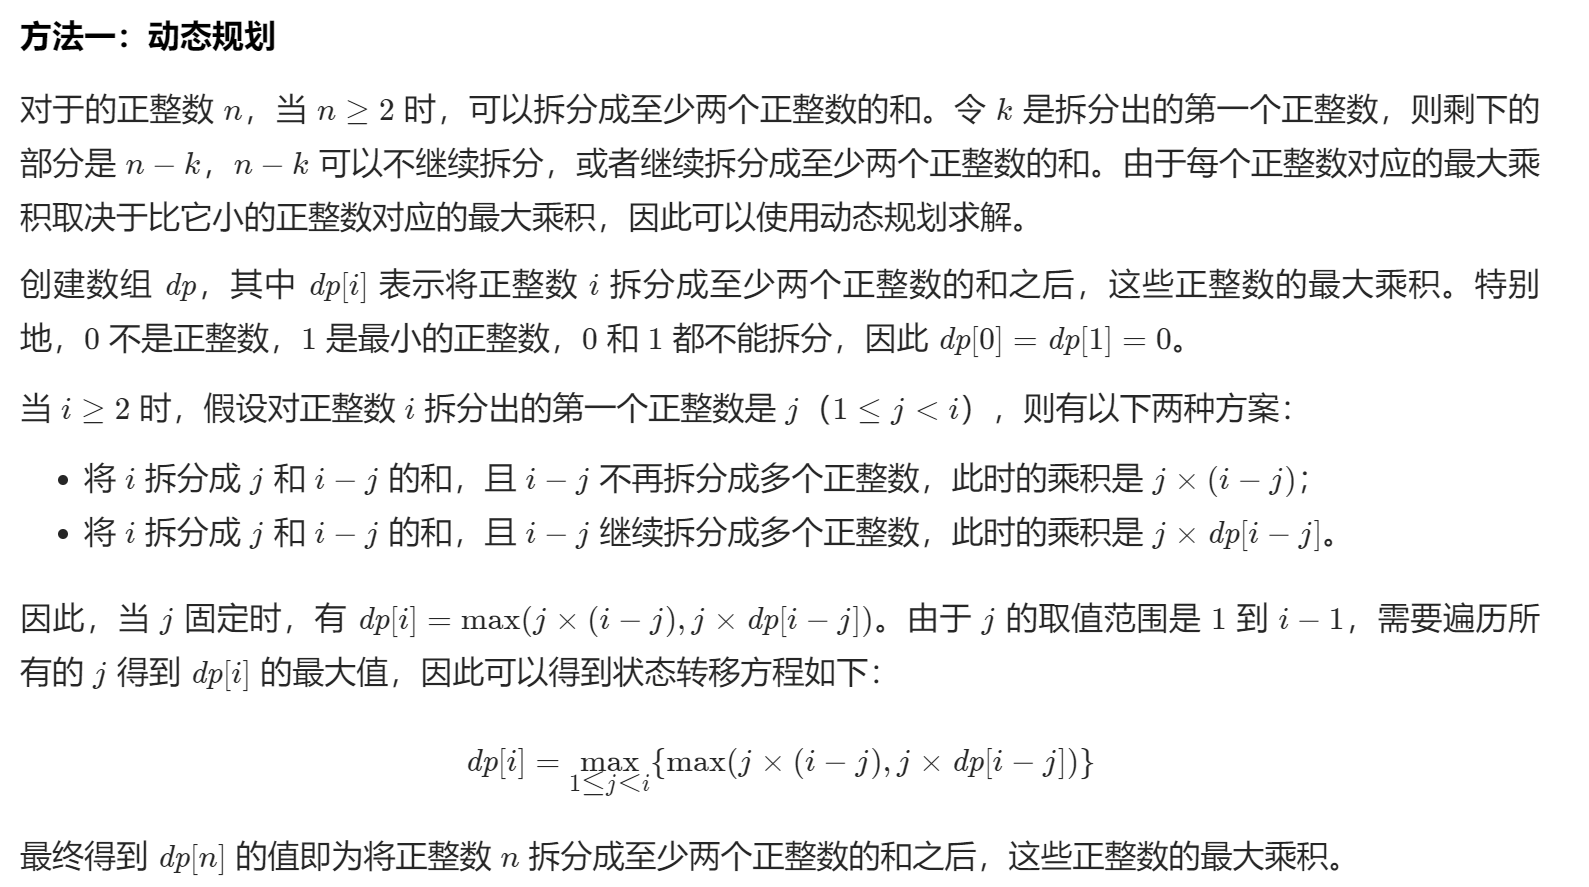 方法一：动态规划
对于的正整数 n，当 n ≥ 2 时，可以拆分成至少两个正整数的和。令 k 是拆分出的第一个正整数，则剩下的
部分是 n − k，n − k 可以不继续拆分，或者继续拆分成至少两个正整数的和。由于每个正整数对应的最大乘
积取决于比它小的正整数对应的最大乘积，因此可以使用动态规划求解。
创建数组 dp，其中 dp[i] 表示将正整数 i 拆分成至少两个正整数的和之后，这些正整数的最大乘积。特别
地，0 不是正整数，1 是最小的正整数，0 和 1 都不能拆分，因此 dp[0] = dp[1] = 0。
当 i ≥ 2 时，假设对正整数 i 拆分出的第一个正整数是 j（1 ≤ j < i），则有以下两种方案：
• 将 i 拆分成 j 和 i − j 的和，且 i − j 不再拆分成多个正整数，此时的乘积是 j × (i − j)；
• 将 i 拆分成 j 和 i − j 的和，且 i − j 继续拆分成多个正整数，此时的乘积是 j × dp[i − j]。
因此，当 j 固定时，有 dp[i] = max(j × (i − j), j × dp[i − j])。由于 j 的取值范围是 1 到 i − 1，需要遍历所
有的 j 得到 dp[i] 的最大值，因此可以得到状态转移方程如下：
dp[i] = max{max(j × (i − j), j × dp[i − j])}
1≤j<i
最终得到 dp[n] 的值即为将正整数 n 拆分成至少两个正整数的和之后，这些正整数的最大乘积。